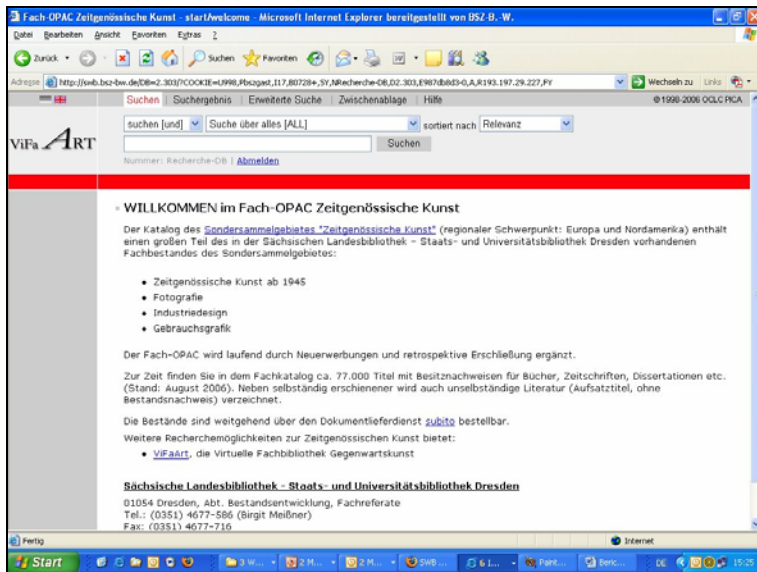 Fach-OPAC Zeitgenössische Kunst - start/welcome - Microsoft Internet Explorer bereitgestellt von BSZ-B.-W.
Datei Bearbeiten Ansicht Favoriten Extras ?
Zurück Suchen Favoriten
Adresse Wechseln zu Links
Suchen | Suchergebnis | Erweiterte Suche | Zwischenablage | Hilfe © 1998-2006 OCLC PICA
suchen [und] Suche über alles [ALL] sortiert nach Relevanz
ViFa ART
Suchen
Nummer: Recherche-DB | Abmelden
WILLKOMMEN im Fach-OPAC Zeitgenössische Kunst
Der Katalog des Sondersammelgebietes "Zeitgenössische Kunst" (regionaler Schwerpunkt: Europa und Nordamerika) enthält
einen großen Teil des in der Sächsischen Landesbibliothek – Staats- und Universitätsbibliothek Dresden vorhandenen
Fachbestandes des Sondersammelgebietes:
• Zeitgenössische Kunst ab 1945
• Fotografie
• Industriedesign
• Gebrauchsgrafik
Der Fach-OPAC wird laufend durch Neuerwerbungen und retrospektive Erschließung ergänzt.
Zur Zeit finden Sie in dem Fachkatalog ca. 77.000 Titel mit Besitznachweisen für Bücher, Zeitschriften, Dissertationen etc.
(Stand: August 2006). Neben selbständig erschienener wird auch unselbständige Literatur (Aufsatztitel, ohne
Bestandsnachweis) verzeichnet.
Die Bestände sind weitgehend über den Dokumentlieferdienst subito bestellbar.
Weitere Recherchemöglichkeiten zur Zeitgenössischen Kunst bietet:
• ViFaArt, die Virtuelle Fachbibliothek Gegenwartskunst
Sächsische Landesbibliothek - Staats- und Universitätsbibliothek Dresden
01054 Dresden, Abt. Bestandsentwicklung, Fachreferate
Tel.: (0351) 4677-586 (Birgit Meißner)
Fax: (0351) 4677-716
Fertig Internet
Start 3 W... 2 M... 2 M... SWB ... 6 I... Paint... Beric... DE 15:25